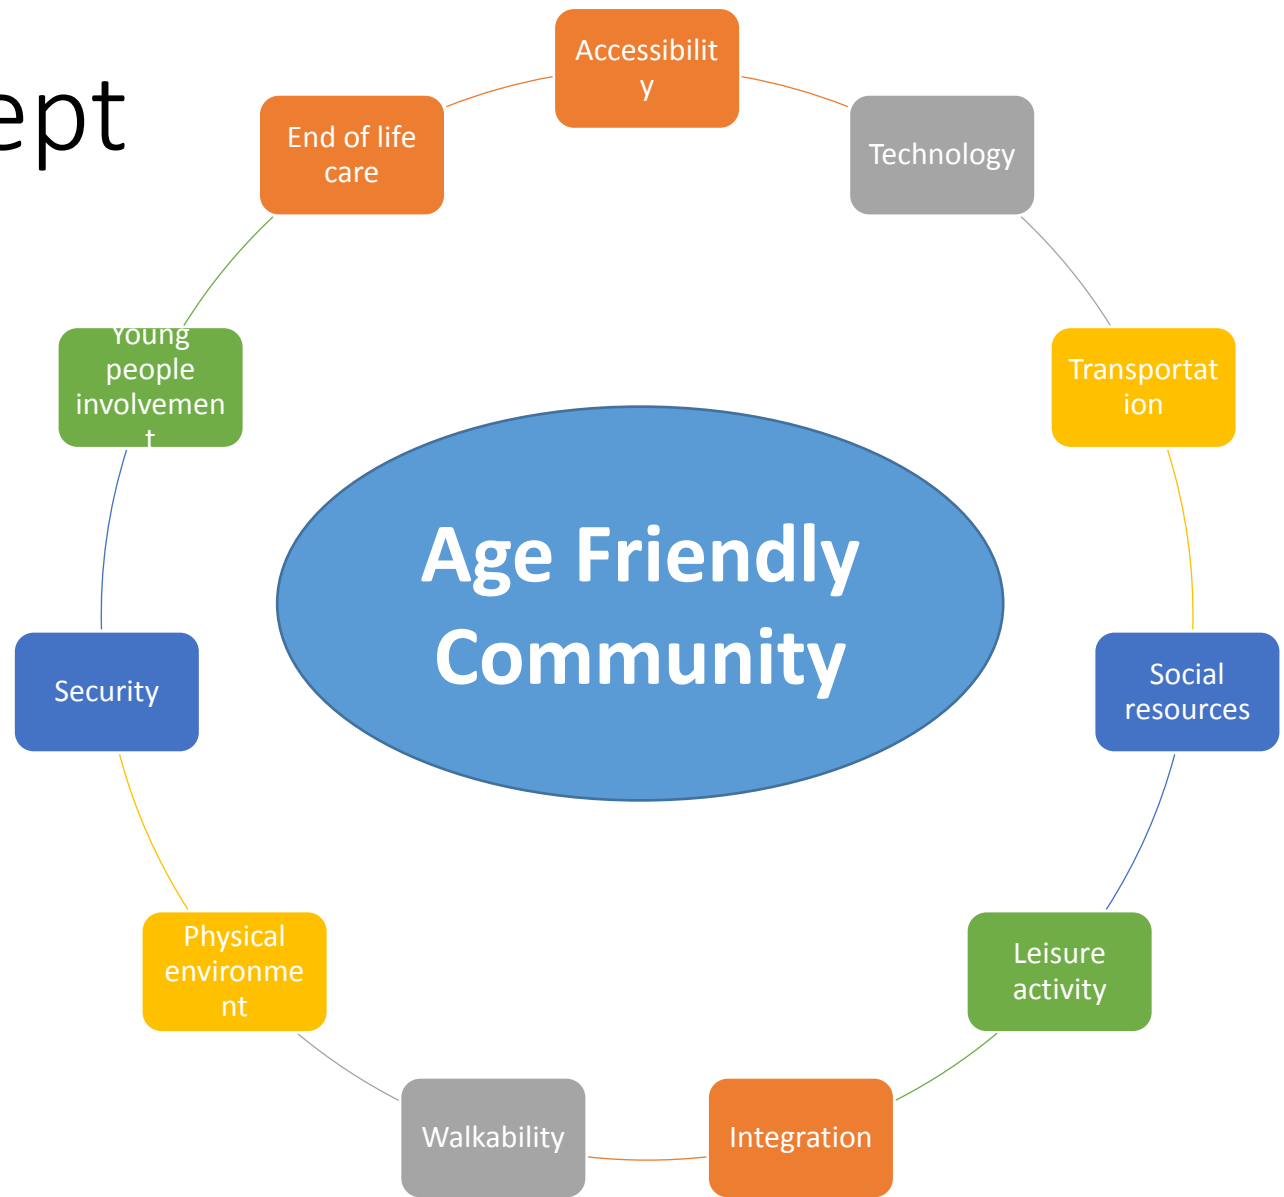 ept
Accessibilit
y
Technology
Transportat
ion
Social
resources
Leisure
activity
Integration
Walkability
Physical
environme
nt
Security
Young
people
involvemen
t
End of life
care
Age Friendly
Community